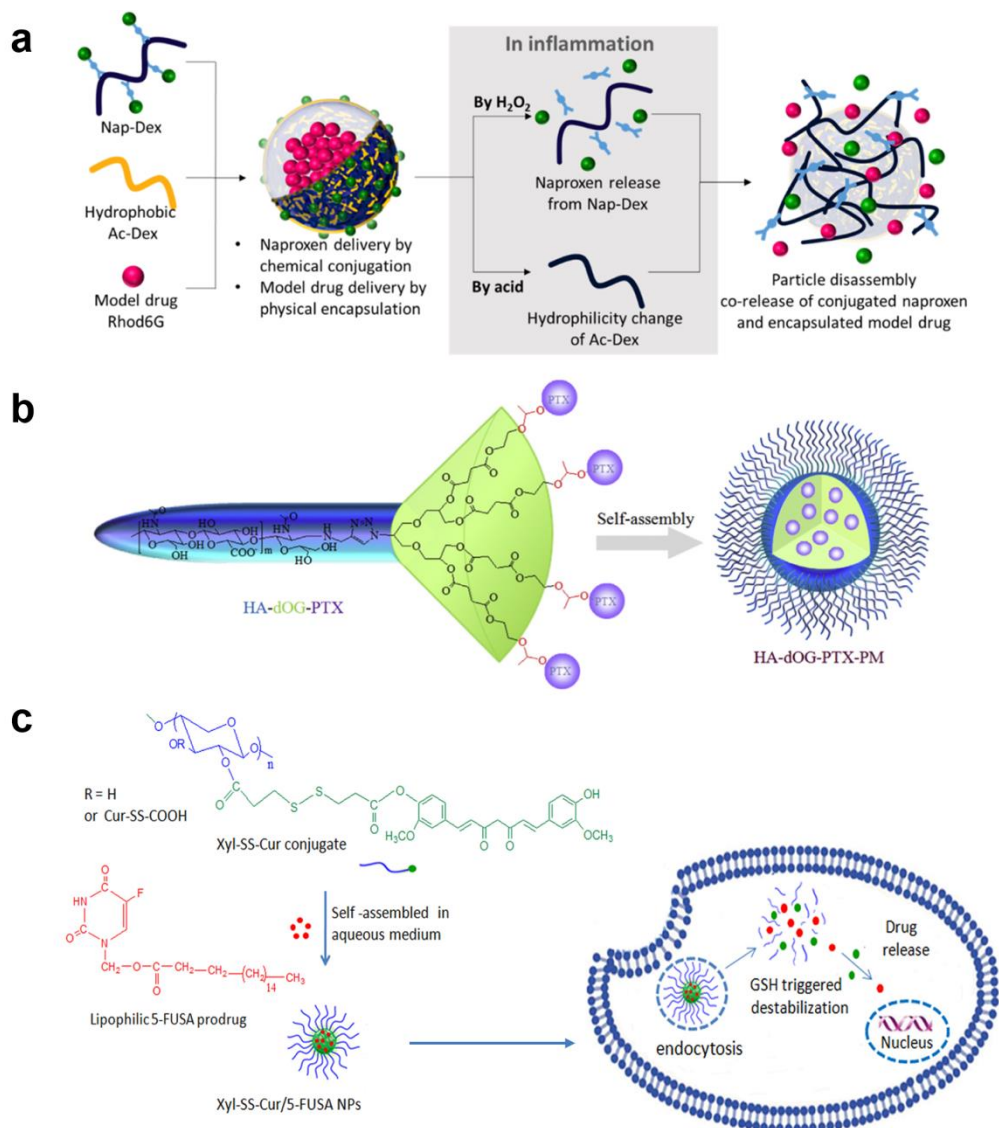 a
Nap-Dex
Hydrophobic
Ac-Dex
Model drug
Rhod6G
• Naproxen delivery by
chemical conjugation
• Model drug delivery by
physical encapsulation
In inflammation
By H₂O₂
Naproxen release
from Nap-Dex
By acid
Hydrophilicity change
of Ac-Dex
Particle disassembly
co-release of conjugated naproxen
and encapsulated model drug
b
PTX
PTX
PTX
PTX
HA-dOG-PTX
Self-assembly
HA-dOG-PTX-PM
c
R = H
or Cur-SS-COOH
Xyl-SS-Cur conjugate
Self -assembled in
aqueous medium
Lipophilic 5-FUSA prodrug
Xyl-SS-Cur/5-FUSA NPs
endocytosis
GSH triggered
destabilization
Drug
release
Nucleus